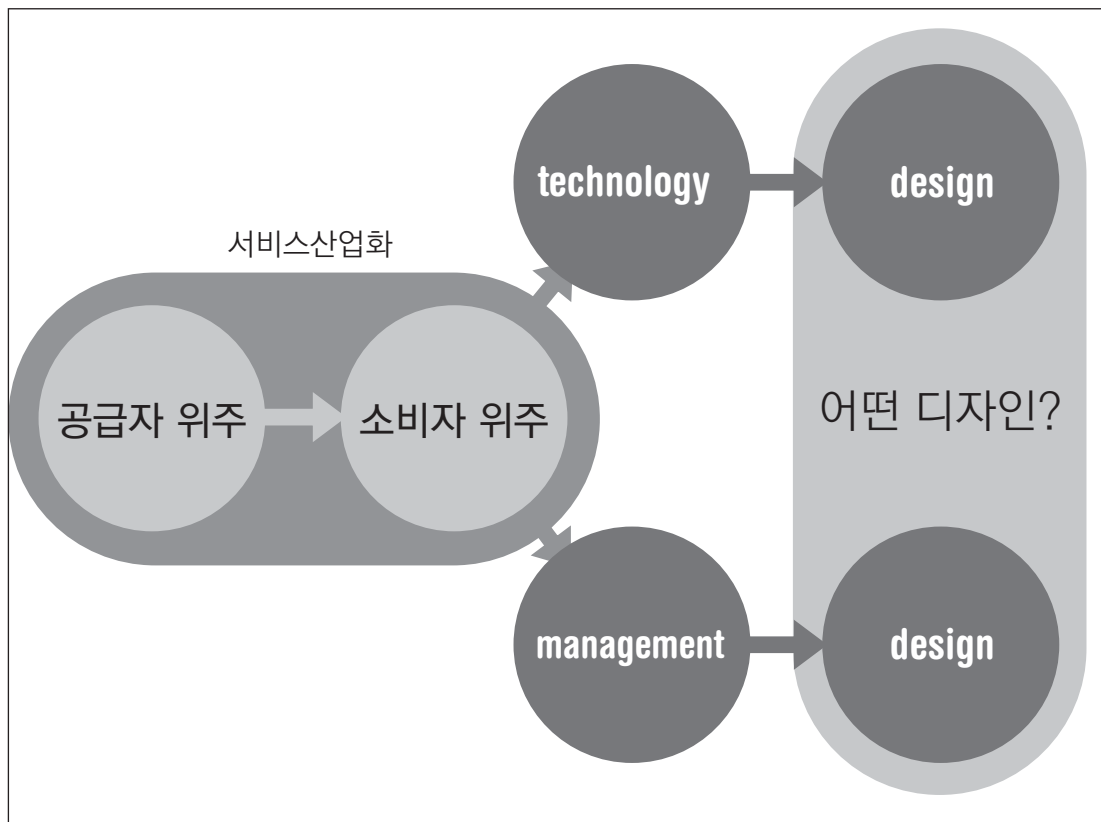 서비스산업화
공급자 위주
소비자 위주
technology
design
어떤 디자인?
management
design